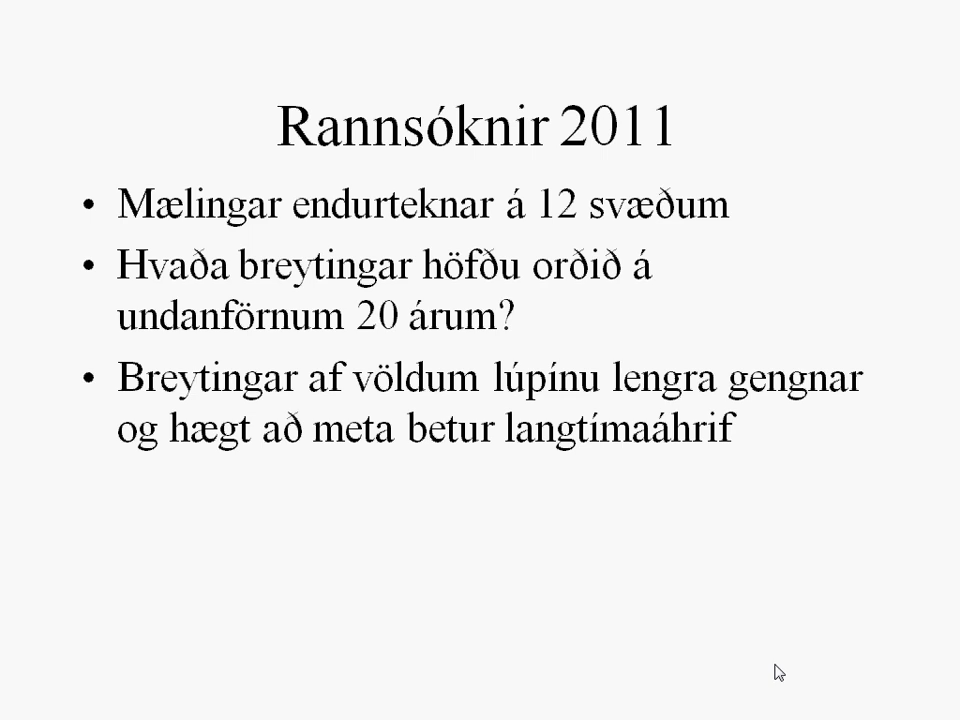 Rannsóknir 2011
• Mælingar endurteknar á 12 svæðum
• Hvaða breytingar höfðu orðið á
undanförnum 20 árum?
• Breytingar af völdum lúpínu lengra gengnar
og hægt að meta betur langtímaáhrif